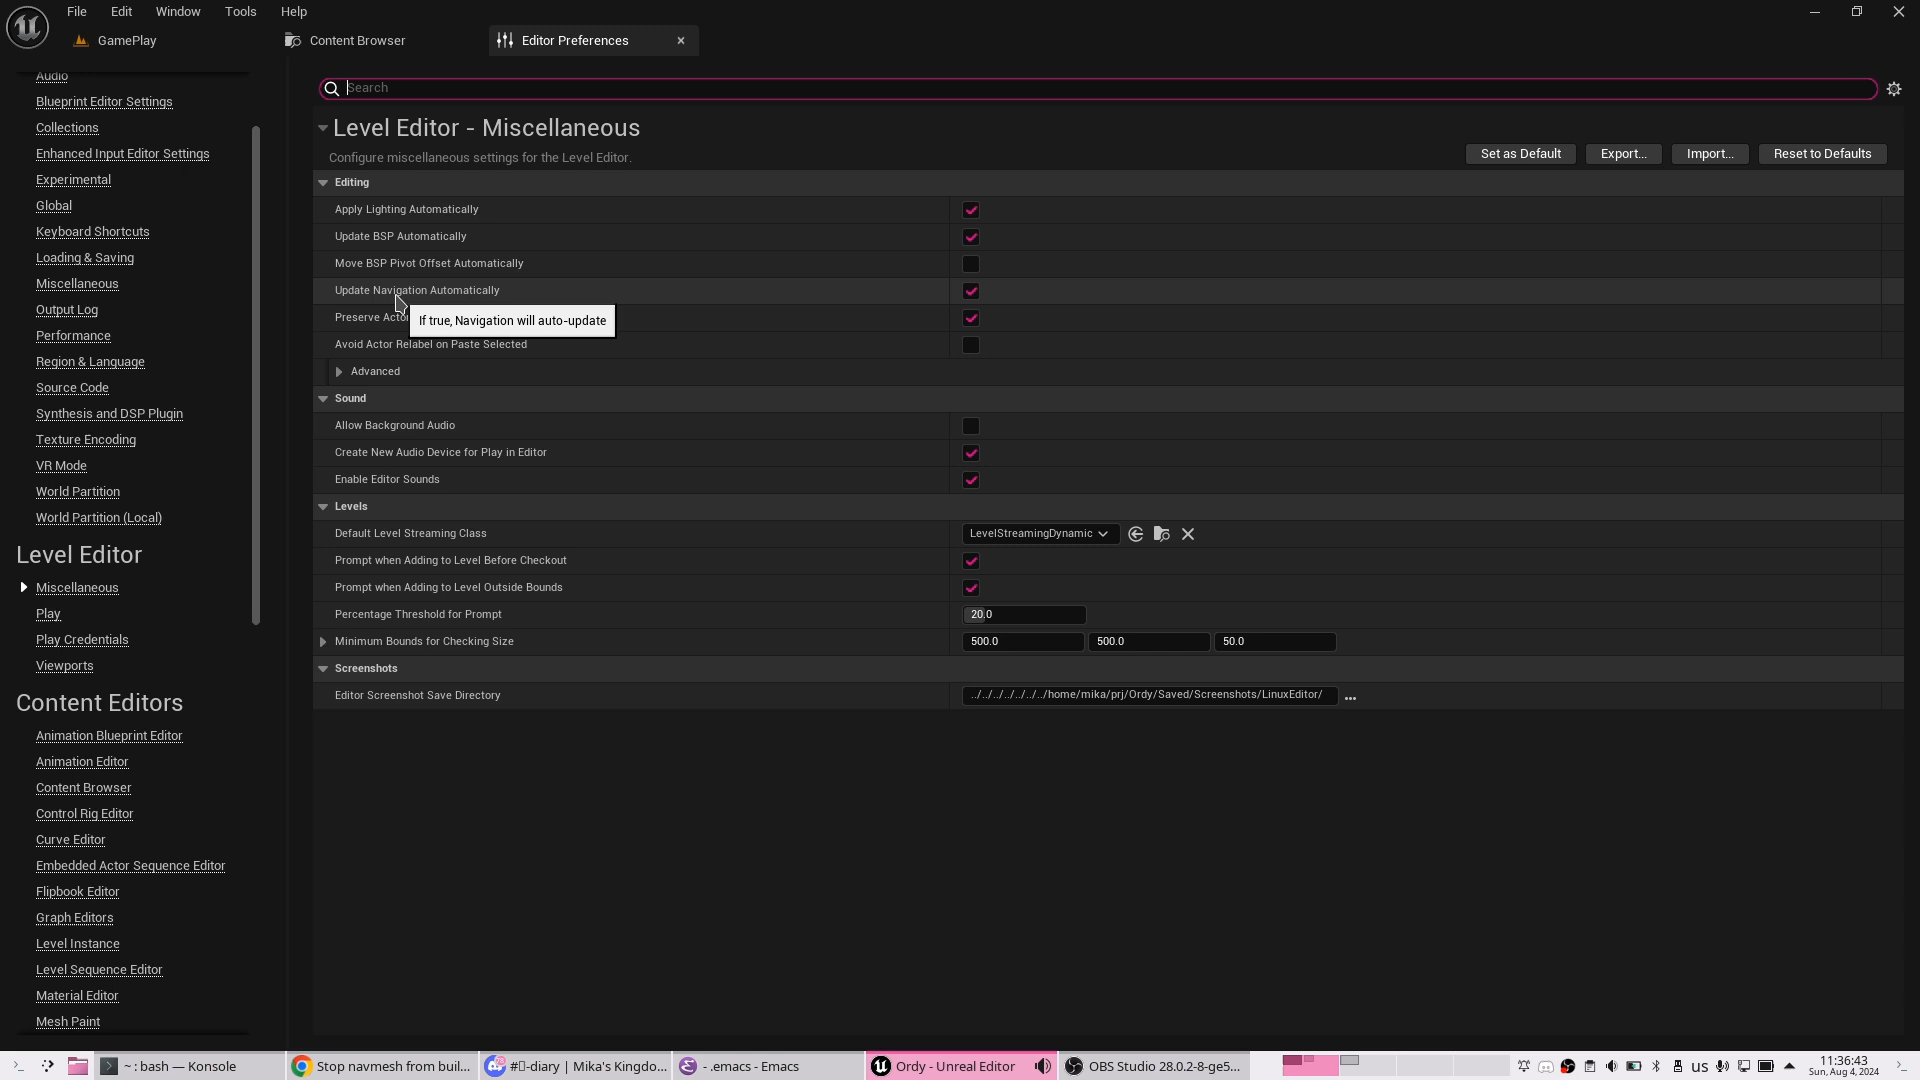 File Edit Window Tools Help
GamePlay Content Browser Editor Preferences
Audio
Blueprint Editor Settings
Collections
Enhanced Input Editor Settings
Experimental
Global
Keyboard Shortcuts
Loading & Saving
Miscellaneous
Output Log
Performance
Region & Language
Source Code
Synthesis and DSP Plugin
Texture Encoding
VR Mode
World Partition
World Partition (Local)
Level Editor
Miscellaneous
Play
Play Credentials
Viewports
Content Editors
Animation Blueprint Editor
Animation Editor
Content Browser
Control Rig Editor
Curve Editor
Embedded Actor Sequence Editor
Flipbook Editor
Graph Editors
Level Instance
Level Sequence Editor
Material Editor
Mesh Paint
Search
Level Editor - Miscellaneous
Configure miscellaneous settings for the Level Editor.
Set as Default Export... Import... Reset to Defaults
Editing
Apply Lighting Automatically
Update BSP Automatically
Move BSP Pivot Offset Automatically
Update Navigation Automatically
Preserve Actor
If true, Navigation will auto-update
Avoid Actor Relabel on Paste Selected
Advanced
Sound
Allow Background Audio
Create New Audio Device for Play in Editor
Enable Editor Sounds
Levels
Default Level Streaming Class LevelStreamingDynamic
Prompt when Adding to Level Before Checkout
Prompt when Adding to Level Outside Bounds
Percentage Threshold for Prompt 20.0
Minimum Bounds for Checking Size 500.0 500.0 50.0
Screenshots
Editor Screenshot Save Directory ../../../../../../../home/mika/prj/Ordy/Saved/Screenshots/LinuxEditor/ ...
~ : bash — Konsole Stop navmesh from buil... -diary | Mika's Kingdo... - .emacs - Emacs Ordy - Unreal Editor OBS Studio 28.0.2-8-ge5... us 11:36:43
Sun, Aug 4, 2024